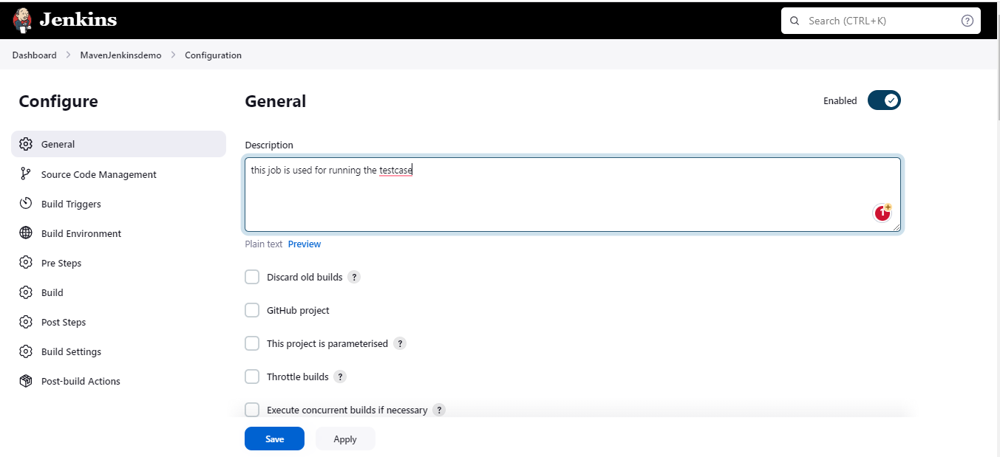 Jenkins
Search (CTRL+K)
?
Dashboard
MavenJenkinsdemo
Configuration
Configure
General
Source Code Management
Build Triggers
Build Environment
Pre Steps
Build
Post Steps
Build Settings
Post-build Actions
General
Enabled
Description
this job is used for running the testcase
1
+
Plain text Preview
Discard old builds ?
GitHub project
This project is parameterised ?
Throttle builds ?
Execute concurrent builds if necessary ?
Save
Apply